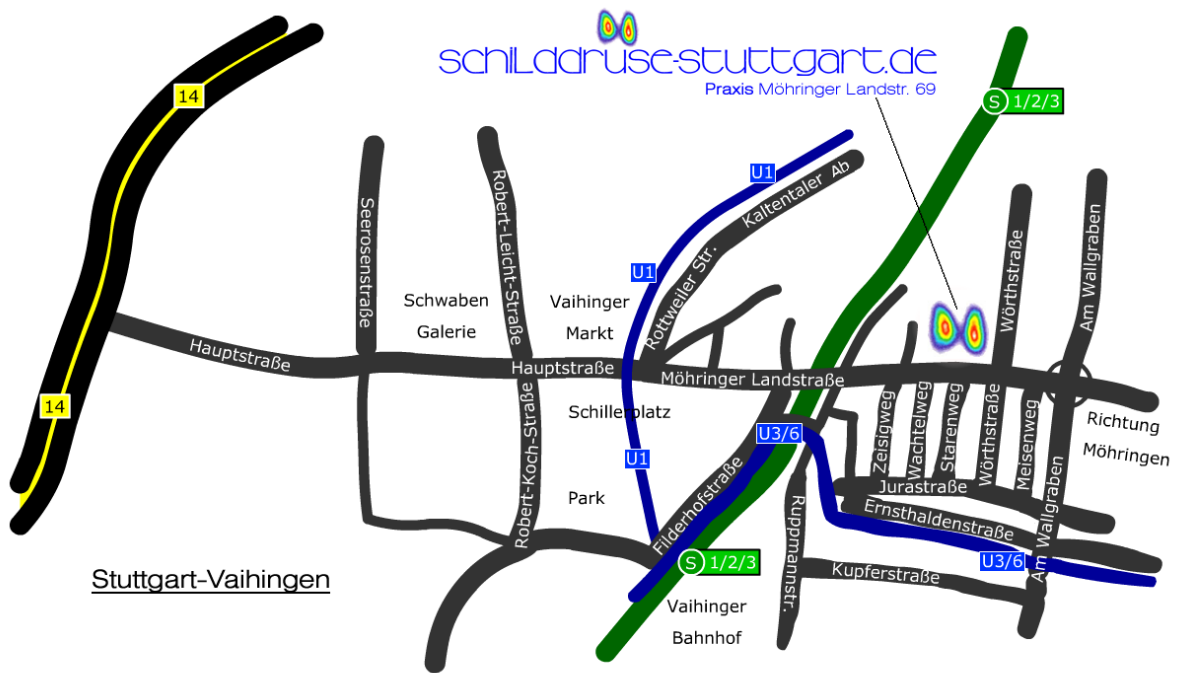 schilddrüse-stuttgart.de
Praxis Möhringer Landstr. 69
14
S 1/2/3
U1
Kaltentaler Ab
Seerosenstraße
Robert-Leicht-Straße
Rottweiler Str.
Wörthstraße
Am Wallgraben
U1
Schwaben
Galerie
Vaihinger
Markt
Hauptstraße
Hauptstraße
Möhringer Landstraße
14
Schillerplatz
Robert-Koch-Straße
U3/6
Zeisigweg
Wachtelweg
Starenweg
Wörthstraße
Meisenweg
Richtung
Möhringen
U1
Park
Filderhofstraße
Jurastraße
Ernsthaldenstraße
Ruppmannstr.
Am Wallgraben
S 1/2/3
U3/6
Kupferstraße
Stuttgart-Vaihingen
Vaihinger
Bahnhof